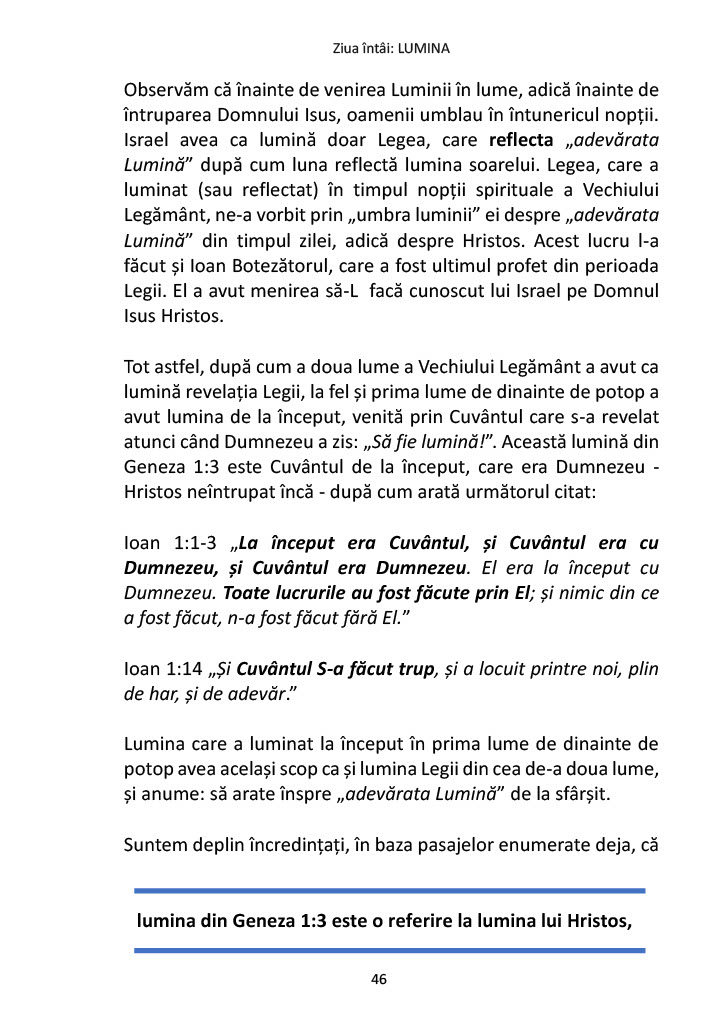 Ziua întâi: LUMINA
Observăm că înainte de venirea Luminii în lume, adică înainte de
întruparea Domnului Isus, oamenii umblau în întunericul nopții.
Israel avea ca lumină doar Legea, care reflecta „adevărata
Lumină” după cum luna reflectă lumina soarelui. Legea, care a
luminat (sau reflectat) în timpul nopții spirituale a Vechiului
Legământ, ne-a vorbit prin „umbra luminii” ei despre „adevărata
Lumină” din timpul zilei, adică despre Hristos. Acest lucru l-a
făcut și Ioan Botezătorul, care a fost ultimul profet din perioada
Legii. El a avut menirea să-L  facă cunoscut lui Israel pe Domnul
Isus Hristos.
Tot astfel, după cum a doua lume a Vechiului Legământ a avut ca
lumină revelația Legii, la fel și prima lume de dinainte de potop a
avut lumina de la început, venită prin Cuvântul care s-a revelat
atunci când Dumnezeu a zis: „Să fie lumină!”. Această lumină din
Geneza 1:3 este Cuvântul de la început, care era Dumnezeu -
Hristos neîntrupat încă - după cum arată următorul citat:
Ioan 1:1-3 „La început era Cuvântul, și Cuvântul era cu
Dumnezeu, și Cuvântul era Dumnezeu. El era la început cu
Dumnezeu. Toate lucrurile au fost făcute prin El; și nimic din ce
a fost făcut, n-a fost făcut fără El.”
Ioan 1:14 „Și Cuvântul S-a făcut trup, și a locuit printre noi, plin
de har, și de adevăr.”
Lumina care a luminat la început în prima lume de dinainte de
potop avea același scop ca și lumina Legii din cea de-a doua lume,
și anume: să arate înspre „adevărata Lumină” de la sfârșit.
Suntem deplin încredințați, în baza pasajelor enumerate deja, că
lumina din Geneza 1:3 este o referire la lumina lui Hristos,
46